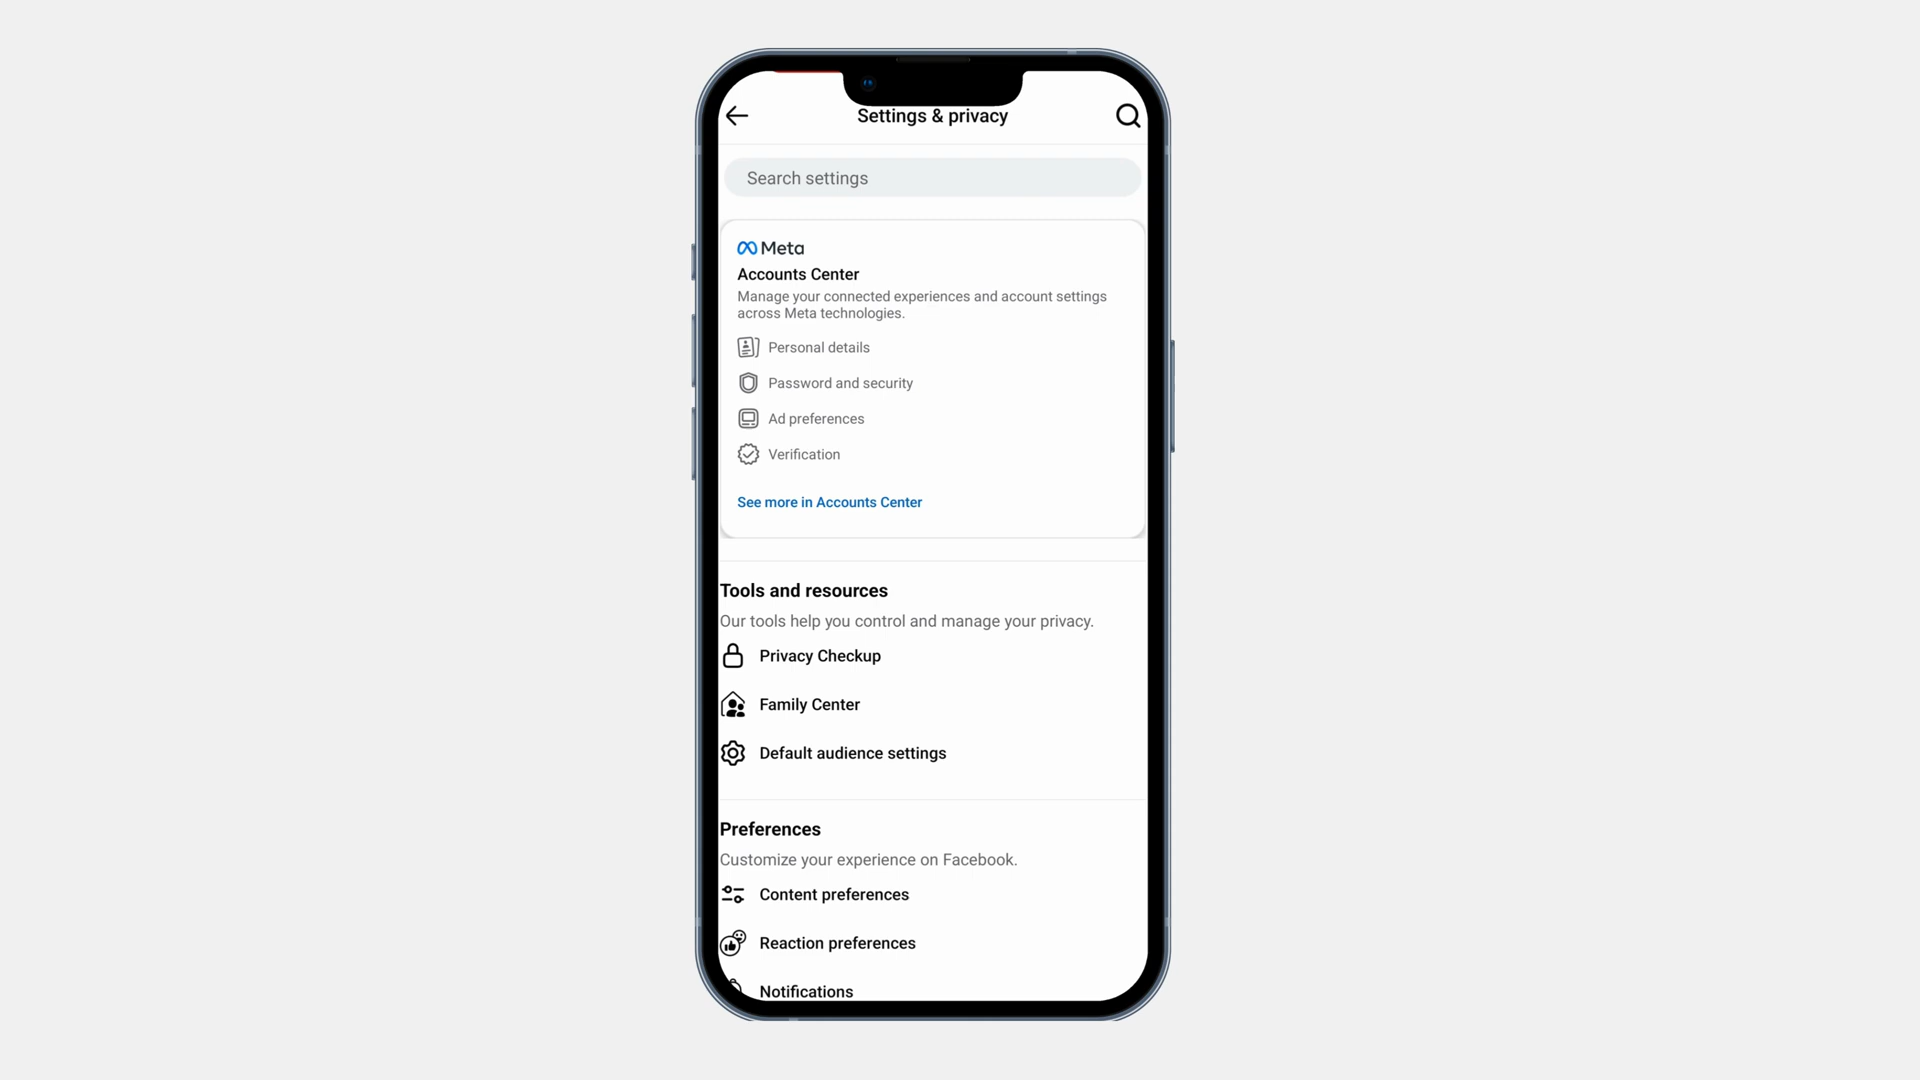 Settings & privacy
Search settings
Meta
Accounts Center
Manage your connected experiences and account settings
across Meta technologies.
Personal details
Password and security
Ad preferences
Verification
See more in Accounts Center
Tools and resources
Our tools help you control and manage your privacy.
Privacy Checkup
Family Center
Default audience settings
Preferences
Customize your experience on Facebook.
Content preferences
Reaction preferences
Notifications